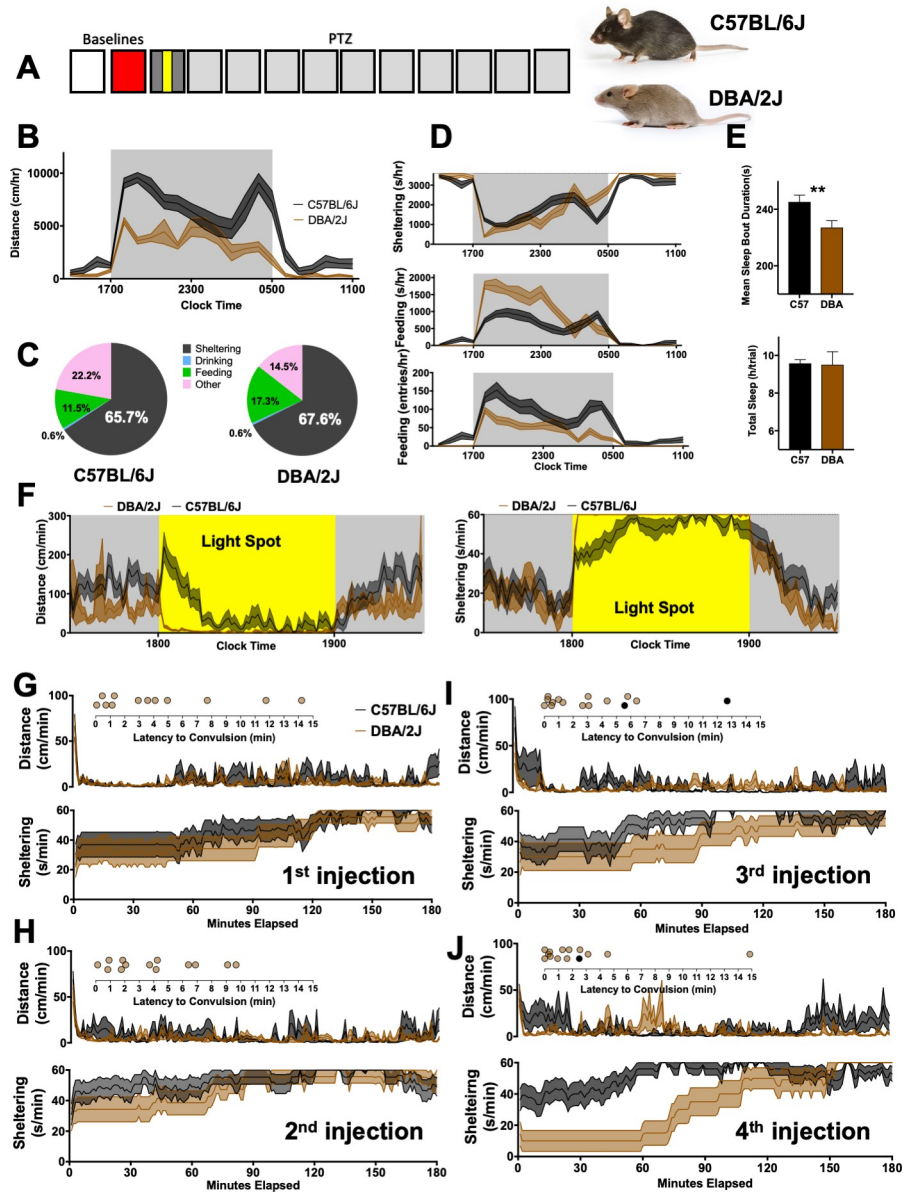 Baselines
PTZ
C57BL/6J
A
DBA/2J
B
D
E
Distance (cm/hr)
10000
5000
0
C57BL/6J
DBA/2J
1700
2300
0500
1100
Clock Time
Sheltering (s/hr)
3000
2000
1000
0
1700
2300
0500
1100
Feeding (s/hr)
2000
1500
1000
500
0
1700
2300
0500
1100
Feeding (entries/hr)
200
150
100
50
0
1700
2300
0500
1100
Clock Time
Mean Sleep Bout Duration(s)
240
200
**
C57
DBA
Total Sleep (h/trial)
10
8
6
C57
DBA
C
22.2%
11.5%
65.7%
0.6%
C57BL/6J
Sheltering
Drinking
Feeding
Other
14.5%
17.3%
67.6%
0.6%
DBA/2J
F
DBA/2J
C57BL/6J
Distance (cm/min)
300
200
100
0
Light Spot
1800
1900
Clock Time
DBA/2J
C57BL/6J
Sheltering (s/min)
60
40
20
0
Light Spot
1800
1900
Clock Time
G
Distance
(cm/min)
100
50
0
0 1 2 3 4 5 6 7 8 9 10 11 12 13 14 15
Latency to Convulsion (min)
C57BL/6J
DBA/2J
Sheltering
(s/min)
60
40
20
0
1st injection
0 30 60 90 120 150 180
Minutes Elapsed
I
Distance
(cm/min)
100
50
0
0 1 2 3 4 5 6 7 8 9 10 11 12 13 14 15
Latency to Convulsion (min)
Sheltering
(s/min)
60
40
20
0
3rd injection
0 30 60 90 120 150 180
Minutes Elapsed
H
Distance
(cm/min)
100
50
0
0 1 2 3 4 5 6 7 8 9 10 11 12 13 14 15
Latency to Convulsion (min)
Sheltering
(s/min)
60
40
20
0
2nd injection
0 30 60 90 120 150 180
Minutes Elapsed
J
Distance
(cm/min)
100
50
0
0 1 2 3 4 5 6 7 8 9 10 11 12 13 14 15
Latency to Convulsion (min)
Sheltering
(s/min)
60
40
20
0
4th injection
0 30 60 90 120 150 180
Minutes Elapsed